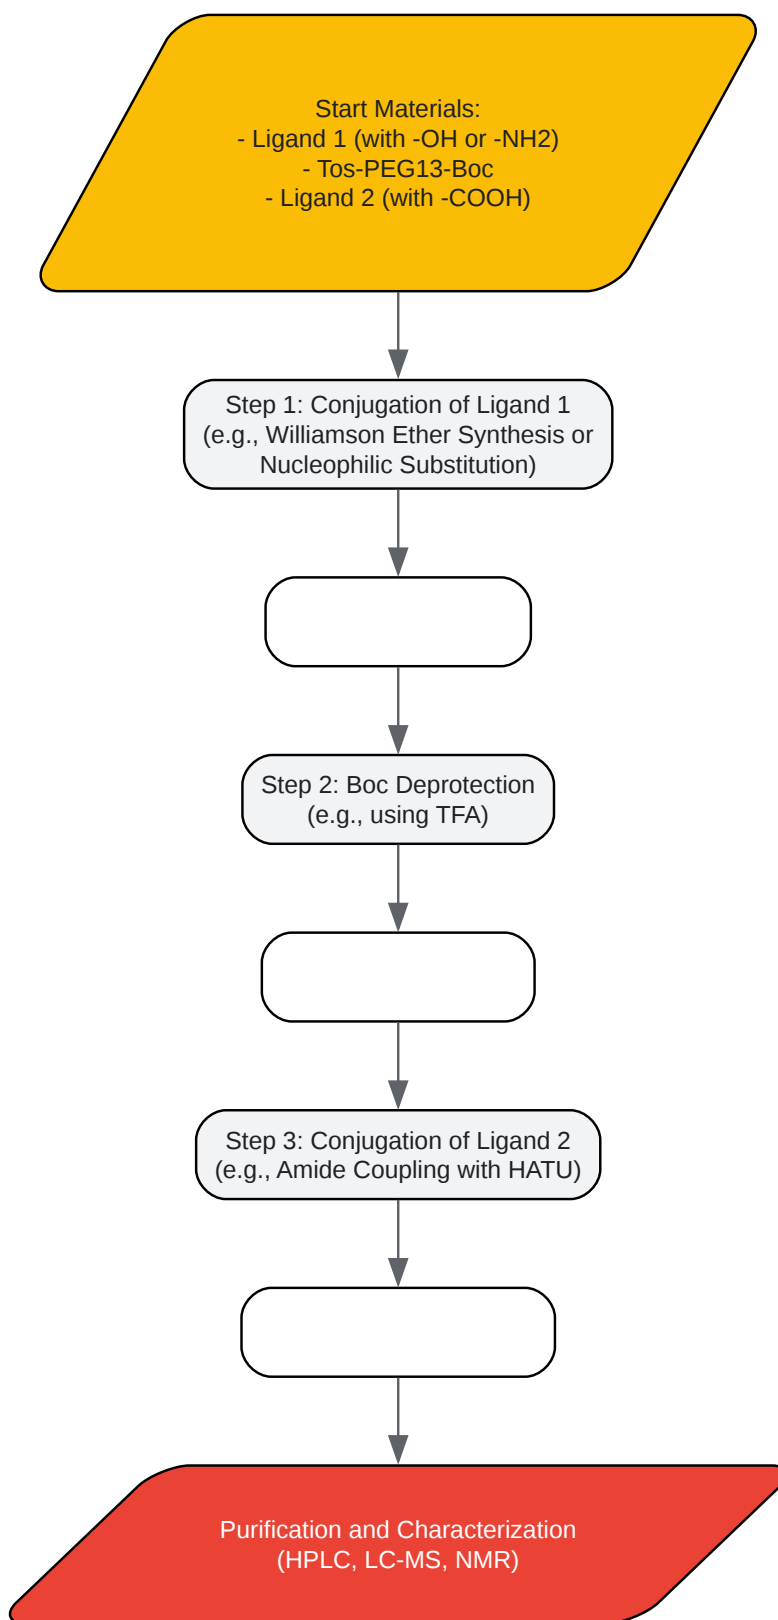 Start Materials:
- Ligand 1 (with -OH or -NH2)
- Tos-PEG13-Boc
- Ligand 2 (with -COOH)
Step 1: Conjugation of Ligand 1
(e.g., Williamson Ether Synthesis or
Nucleophilic Substitution)
Step 2: Boc Deprotection
(e.g., using TFA)
Step 3: Conjugation of Ligand 2
(e.g., Amide Coupling with HATU)
Purification and Characterization
(HPLC, LC-MS, NMR)